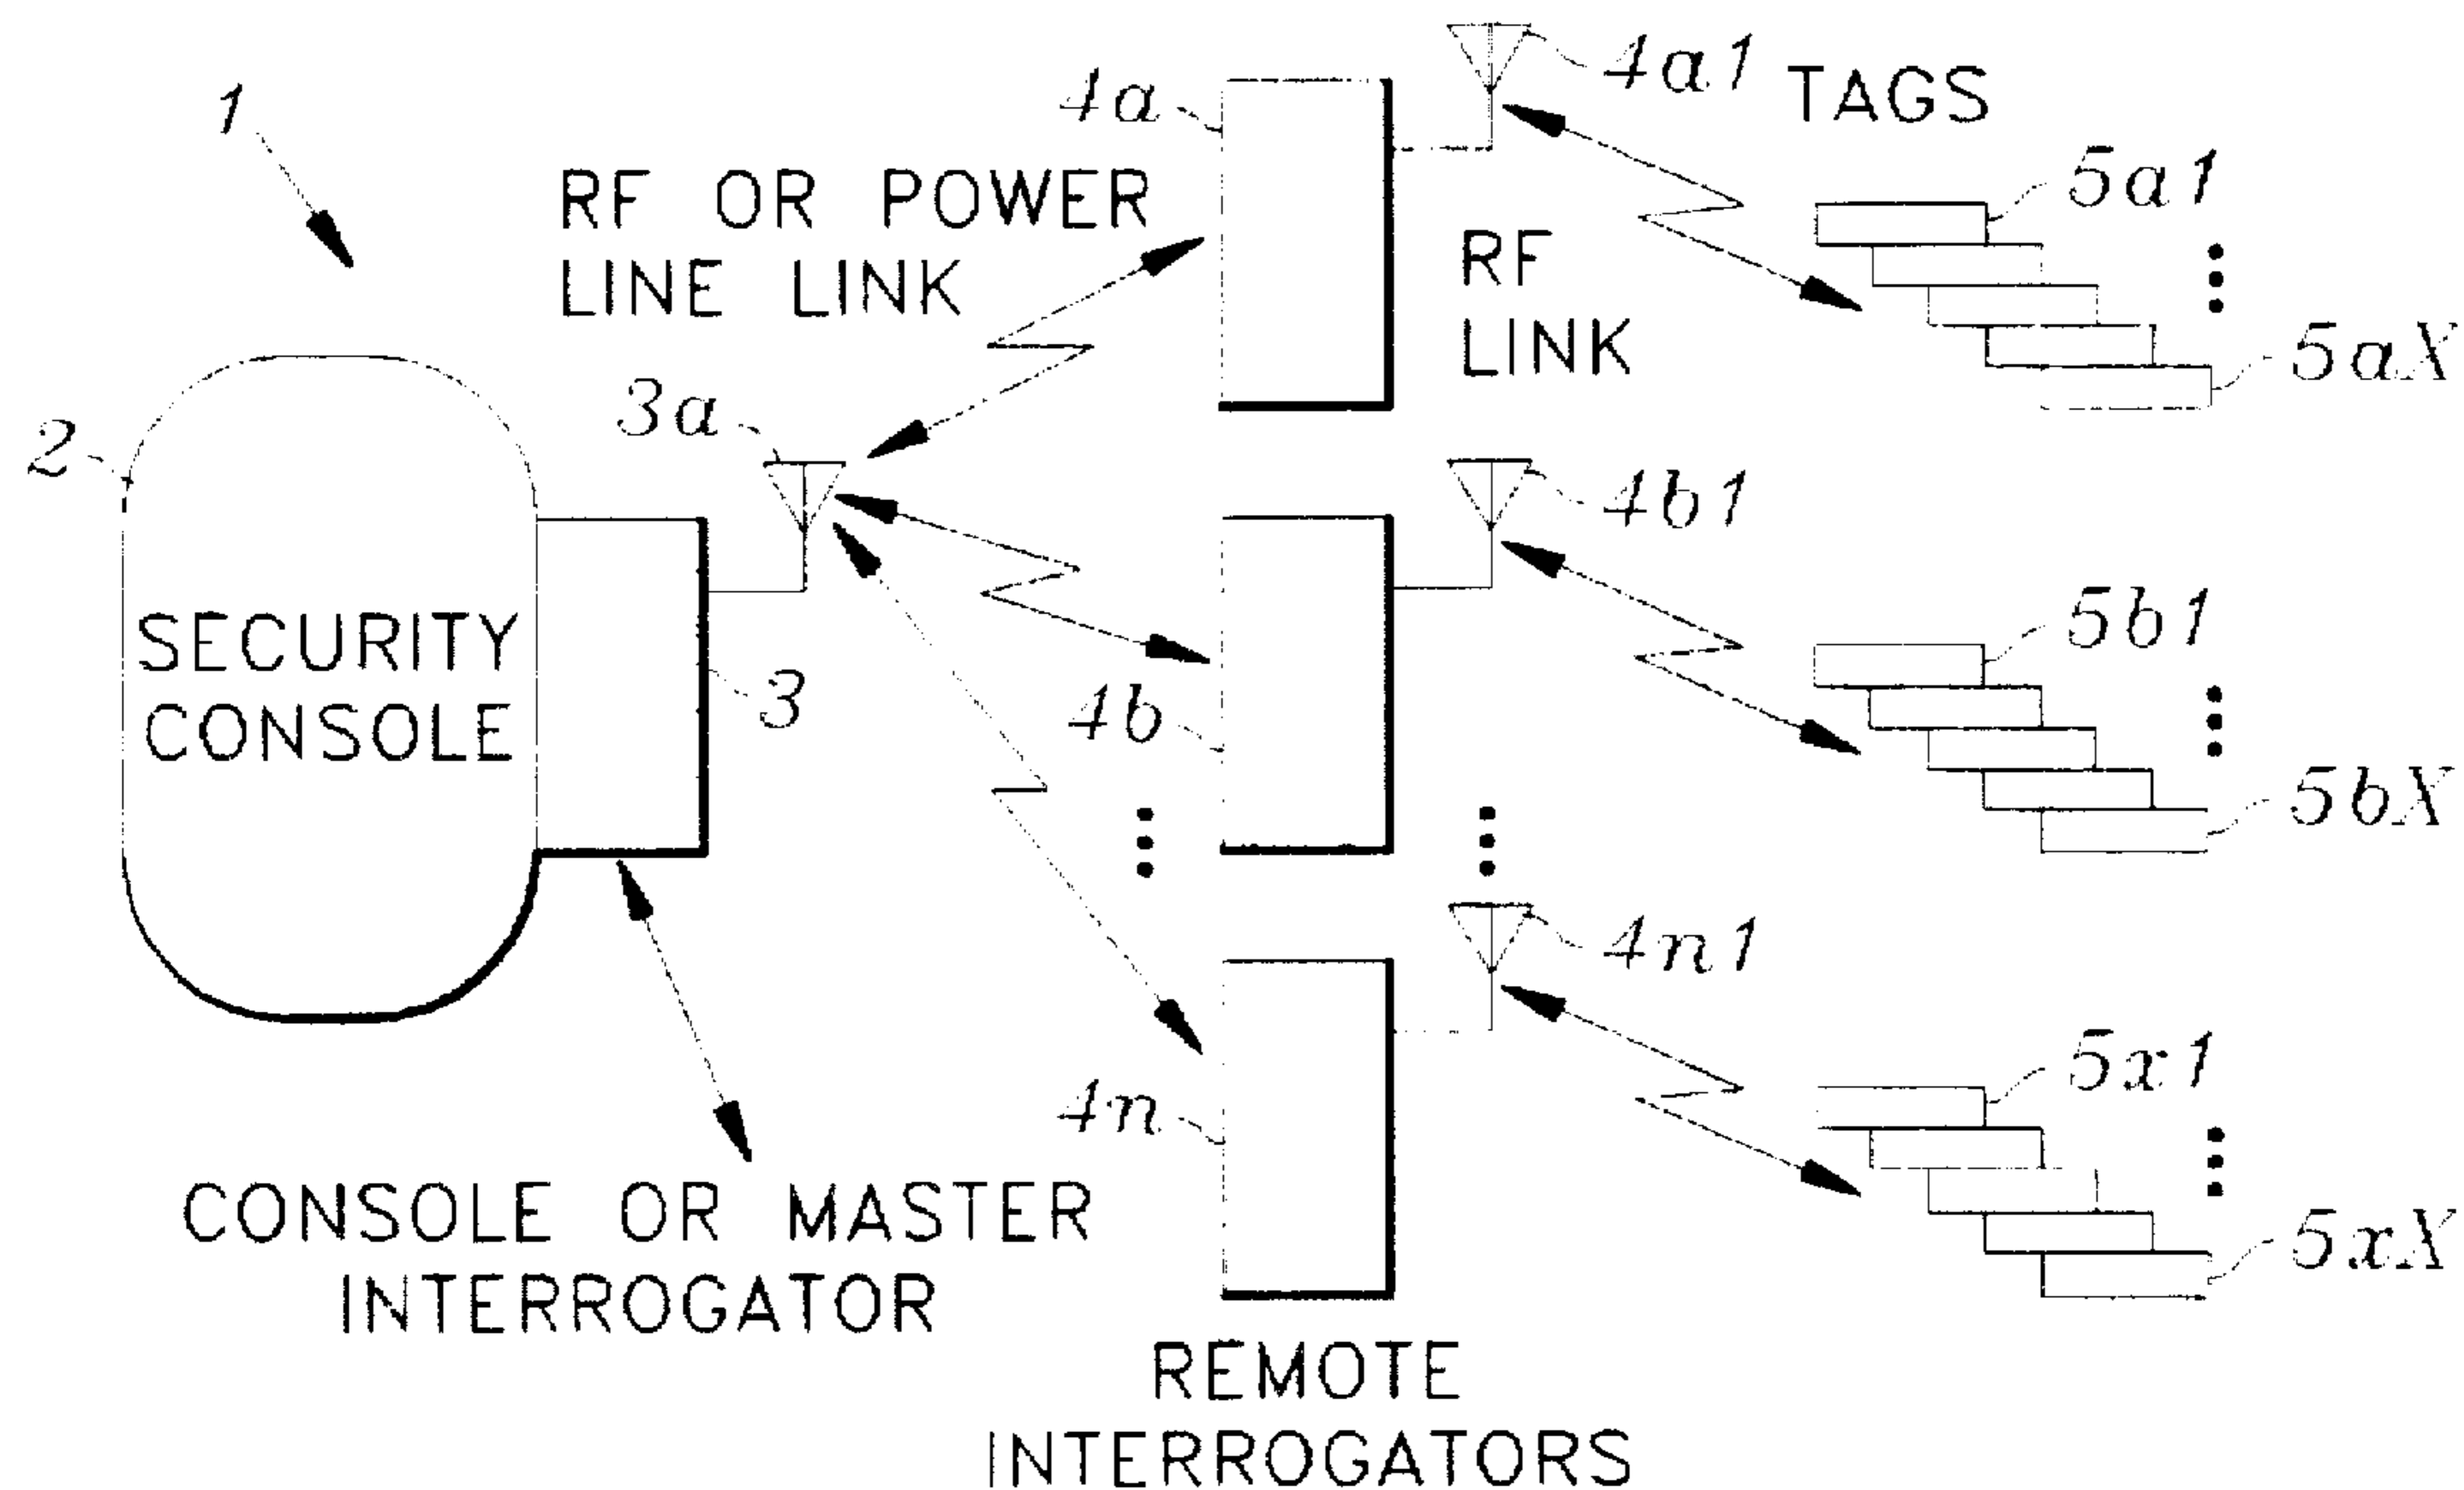 1
RF OR POWER
LINE LINK
4a
4a1
TAGS
RF
LINK
5a1
5aX
2
3a
SECURITY
CONSOLE
3
4b
4b1
5b1
5bX
4n
4n1
5x1
5xX
CONSOLE OR MASTER
INTERROGATOR
REMOTE
INTERROGATORS